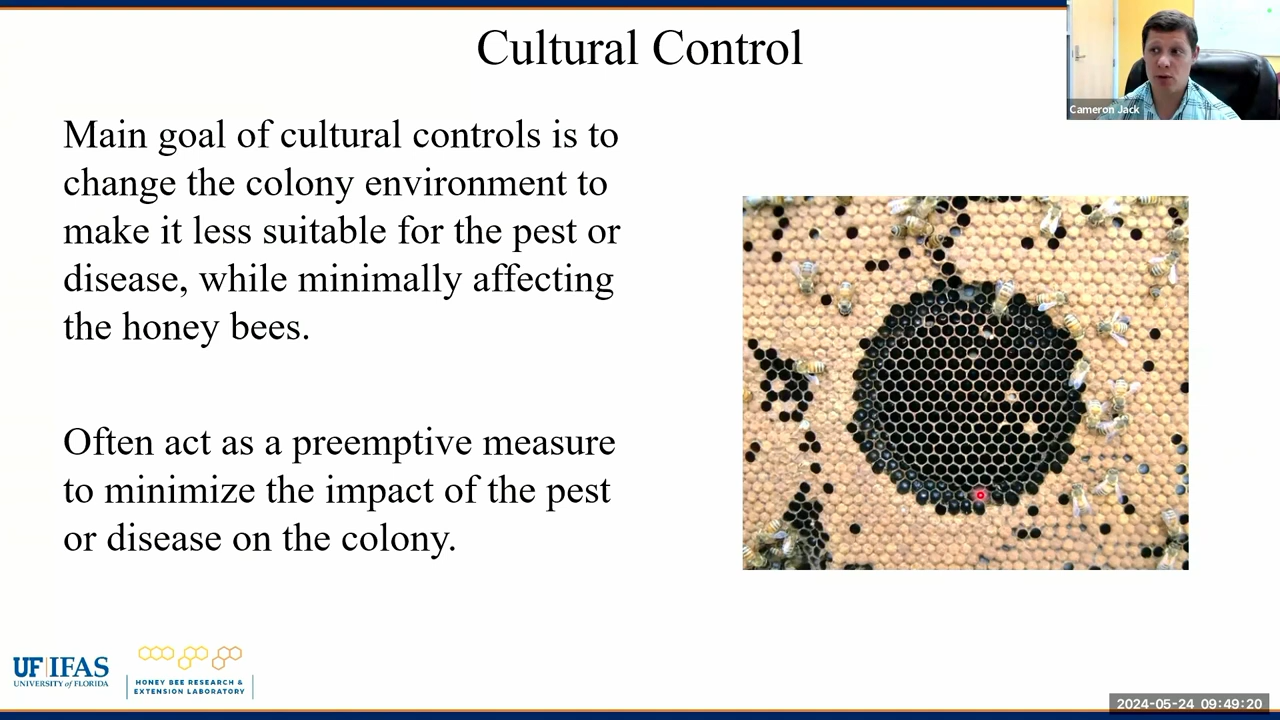 Cultural Control
Cameron Jack
Main goal of cultural controls is to
change the colony environment to
make it less suitable for the pest or
disease, while minimally affecting
the honey bees.
Often act as a preemptive measure
to minimize the impact of the pest
or disease on the colony.
UF IFAS
UNIVERSITY of FLORIDA
HONEY BEE RESEARCH &
EXTENSION LABORATORY
2024-05-24 09:49:20